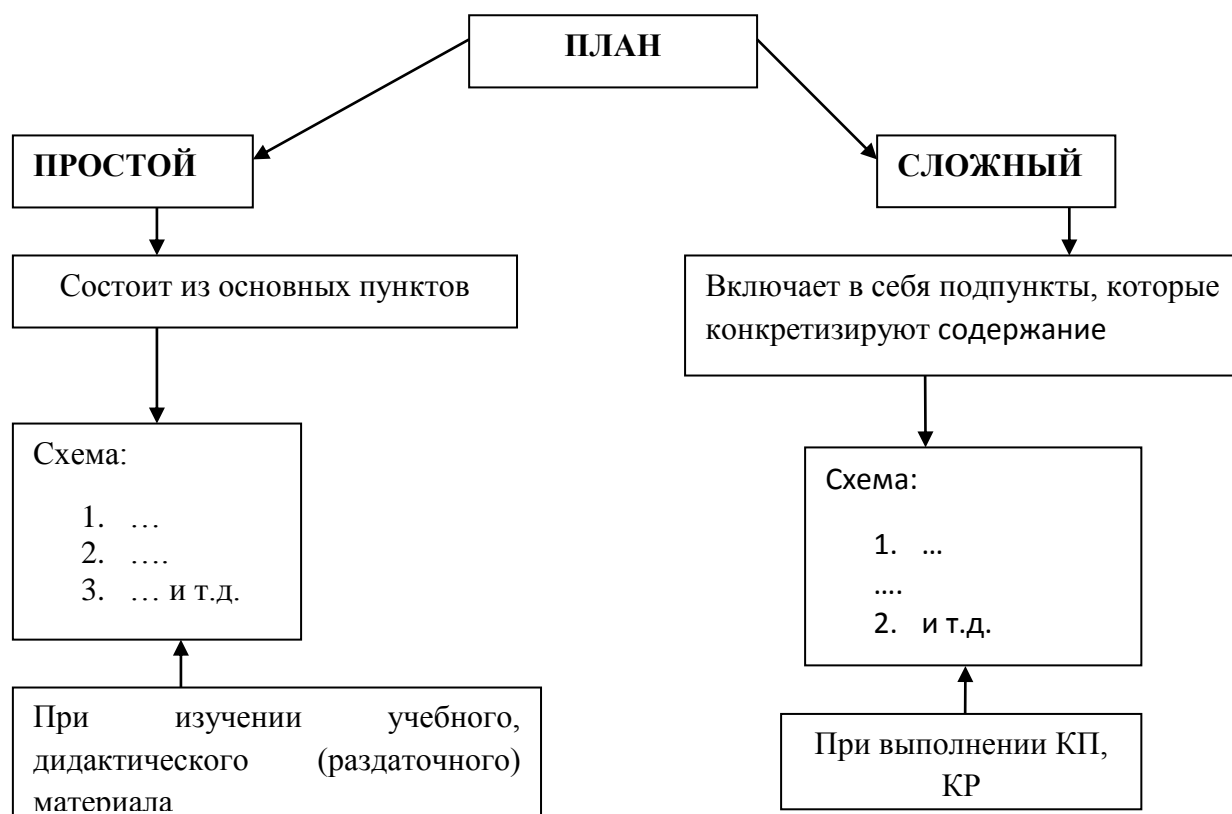 ПЛАН
ПРОСТОЙ
СЛОЖНЫЙ
Состоит из основных пунктов
Включает в себя подпункты, которые
конкретизируют содержание
Схема:
1. …
2. ….
3. … и т.д.
Схема:
1. …
….
2. и т.д.
При изучении учебного,
дидактического (раздаточного)
материала
При выполнении КП,
КР